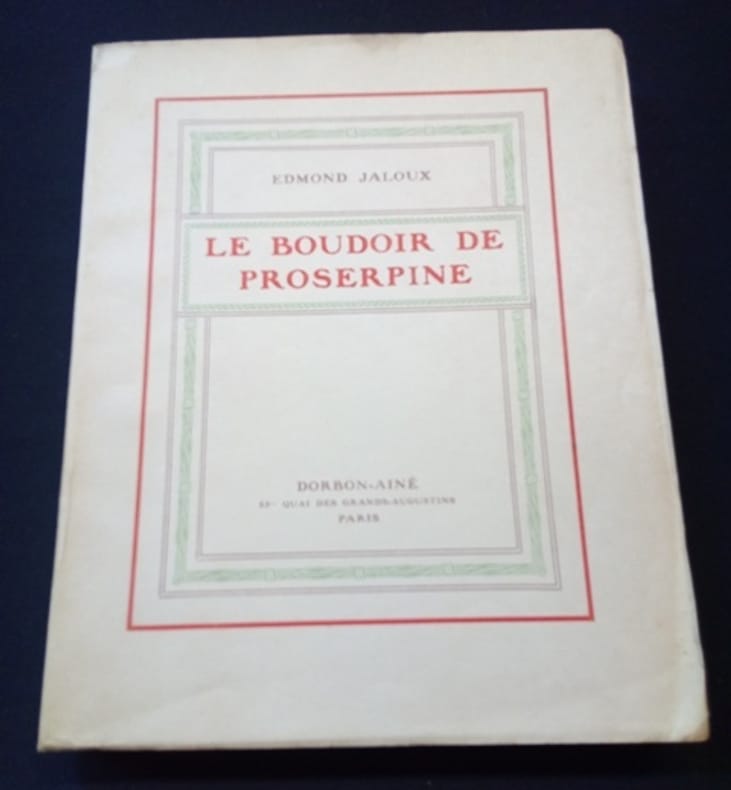 EDMOND JALOUX
LE BOUDOIR DE
PROSERPINE
DORBON-AINÉ
QUAI DES GRANDS-AUGUSTINS
PARIS